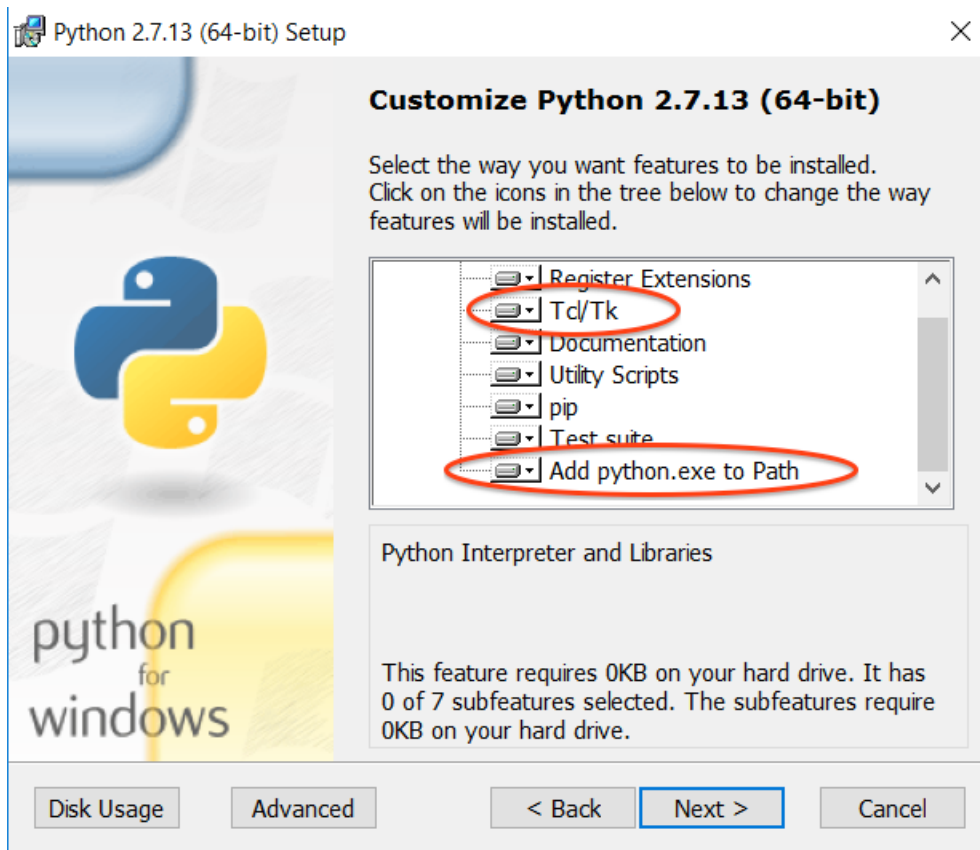 Python 2.7.13 (64-bit) Setup
Customize Python 2.7.13 (64-bit)
Select the way you want features to be installed.
Click on the icons in the tree below to change the way
features will be installed.
Register Extensions
Tcl/Tk
Documentation
Utility Scripts
pip
Test suite
Add python.exe to Path
Python Interpreter and Libraries
This feature requires 0KB on your hard drive. It has
0 of 7 subfeatures selected. The subfeatures require
0KB on your hard drive.
python
for
windows
Disk Usage
Advanced
< Back
Next >
Cancel